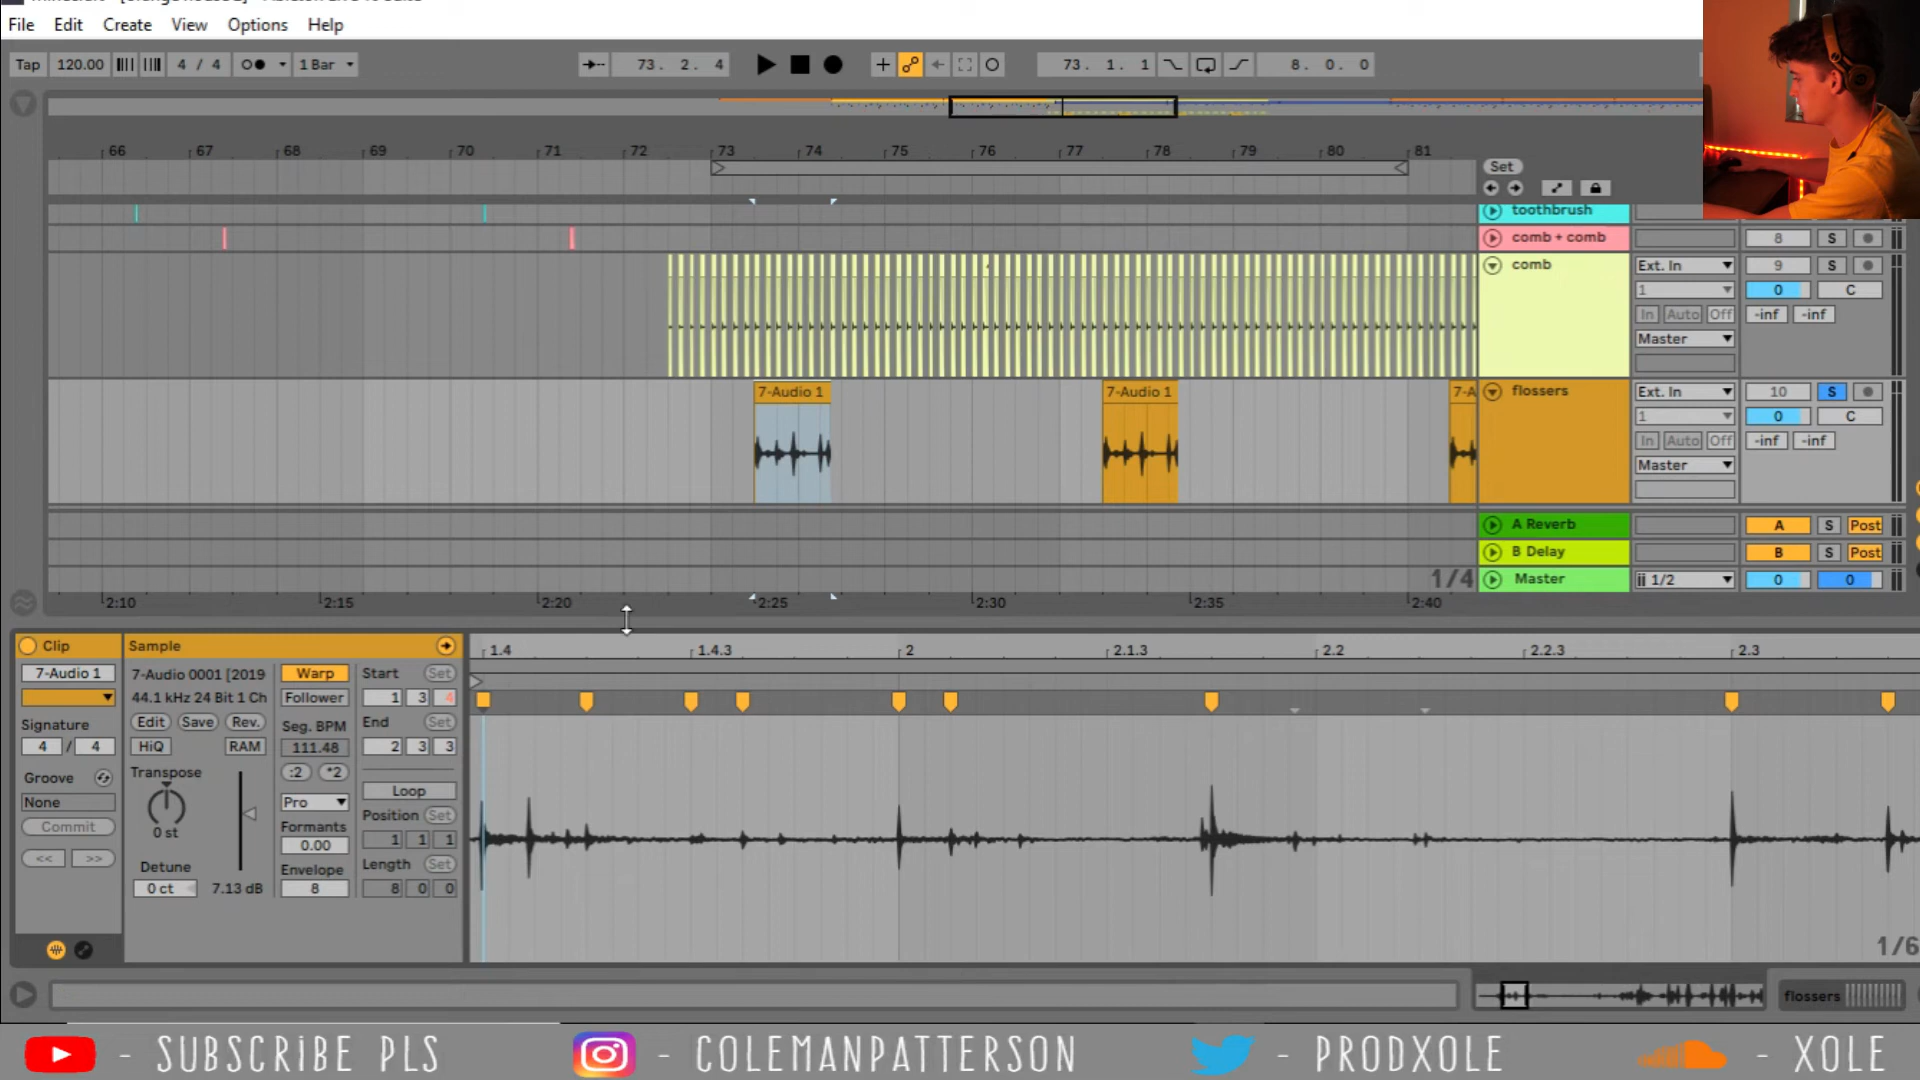 File Edit Create View Options Help
Tap 120.00 4 / 4 1 Bar 73. 2. 4 73. 1. 1 8. 0. 0
66 67 68 69 70 71 72 73 74 75 76 77 78 79 80 81
Set
toothbrush
comb + comb 8 S
comb Ext. In 9 S
1 0 C
In Auto Off -inf -inf
Master
7-Audio 1 7-Audio 1 7-A flossers Ext. In 10 S
1 0 C
In Auto Off -inf -inf
Master
A Reverb A S Post
B Delay B S Post
1/4 Master 1/2 0 0
2:10 2:15 2:20 2:25 2:30 2:35 2:40
Clip
7-Audio 1
Signature
4 / 4
Groove
None
Commit
<< >>
Sample
7-Audio 0001 [2019
44.1 kHz 24 Bit 1 Ch
Edit Save Rev.
HiQ RAM
Transpose
0 st
Detune
0 ct 7.13 dB
Warp
Follower
Seg. BPM
111.48
:2 *2
Pro
Formants
0.00
Envelope
8
Start Set
1 3 4
End Set
2 3 3
Loop
Position Set
1 1 1
Length Set
8 0 0
1.4 1.4.3 2 2.1.3 2.2 2.2.3 2.3
1/6
flossers
- SUBSCRIBE PLS - COLEMANPATTERSON - PRODXOLE - XOLE